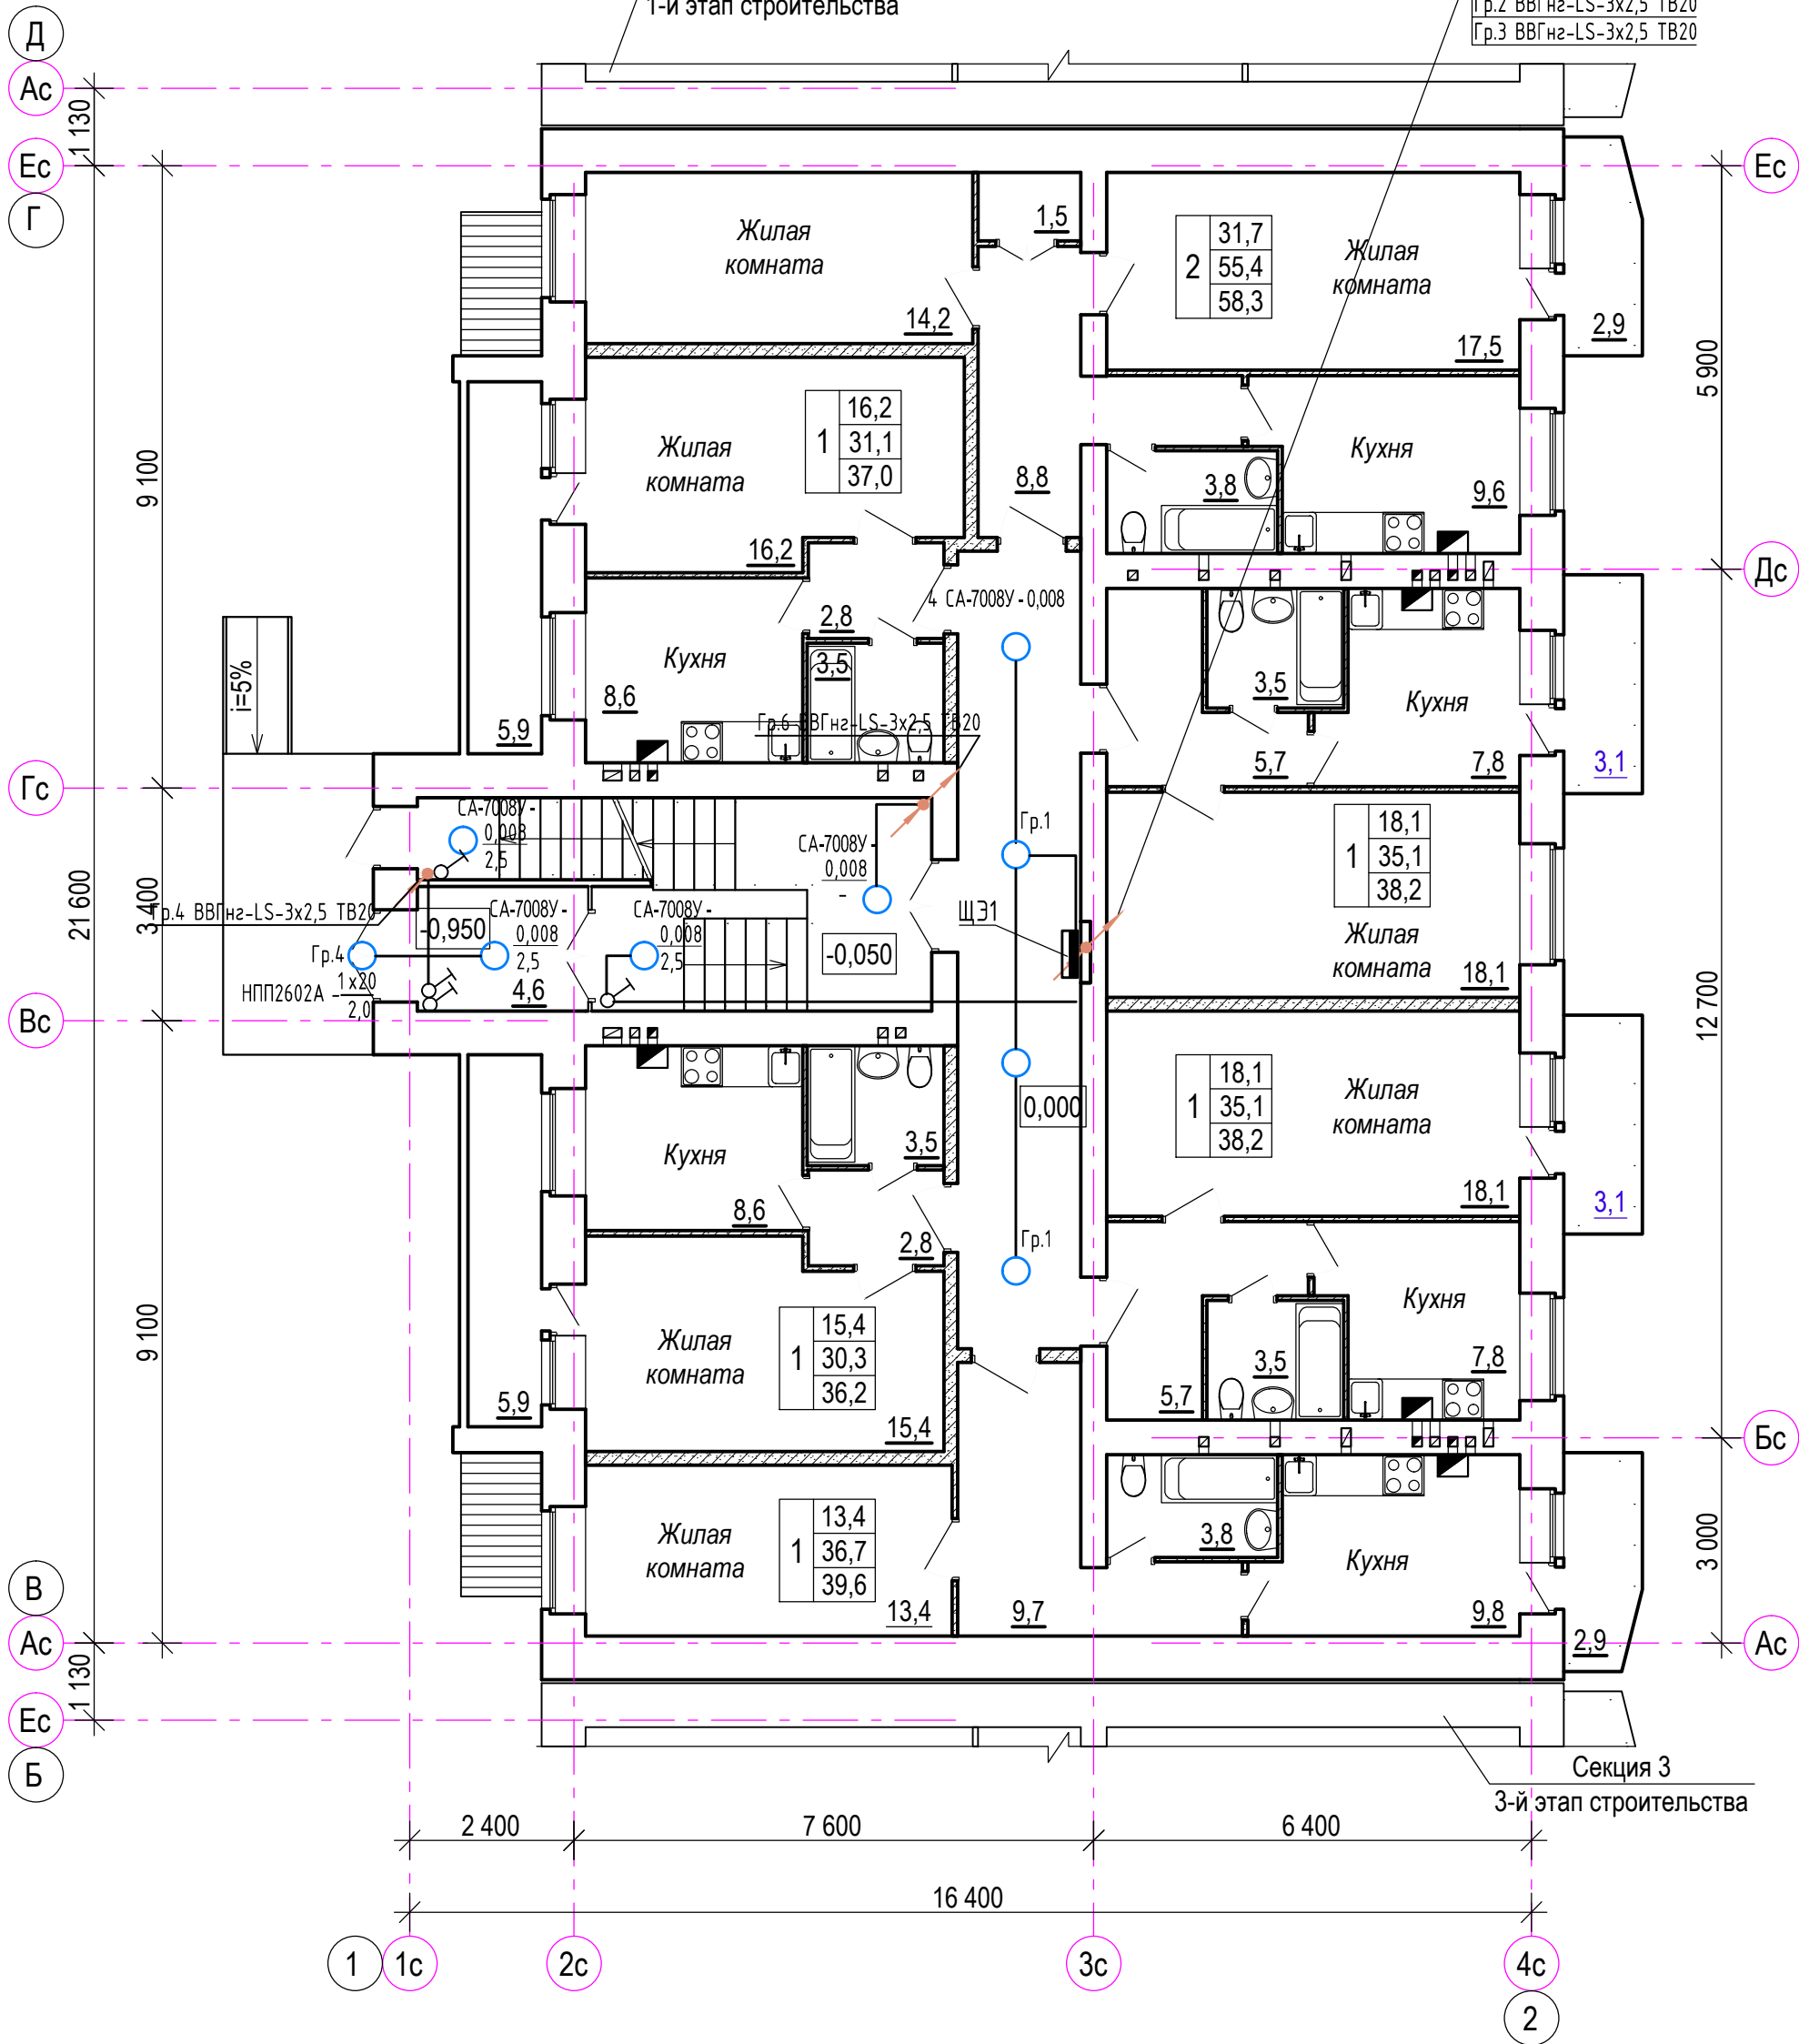 1-й этап строительства
Гр.2 ВВГнг-LS-3х2,5 ТВ20
Гр.3 ВВГнг-LS-3х2,5 ТВ20
Д
Ас
1 130
Ес
Ес
Г
Жилая
комната
14,2
1,5
2
31,7
55,4
58,3
Жилая
комната
17,5
2,9
5 900
9 100
Жилая
комната
1
16,2
31,1
37,0
16,2
8,8
3,8
Кухня
9,6
Дс
4 СА-7008У - 0,008
2,8
Кухня
3,5
8,6
5,9
i=5%
Гр.6 ВВГнг-LS-3х2,5 ТВ20
3,5
Кухня
5,7
7,8
3,1
Гс
СА-7008У -
0,008
2,5
СА-7008У -
0,008
-
Гр.1
1
18,1
35,1
38,2
Жилая
комната
18,1
21 600
3 400
Гр.4 ВВГнг-LS-3х2,5 ТВ20
-0,950
СА-7008У -
0,008
2,5
СА-7008У -
0,008
2,5
-0,050
ЩЭ1
Гр.4
НПП2602А -
1х20
2,0
4,6
Вс
12 700
0,000
1
18,1
35,1
38,2
Жилая
комната
18,1
3,1
Кухня
3,5
8,6
2,8
Гр.1
9 100
Жилая
комната
1
15,4
30,3
36,2
5,9
15,4
Кухня
3,5
7,8
5,7
Бс
Жилая
комната
1
13,4
36,7
39,6
13,4
9,7
3,8
Кухня
9,8
2,9
3 000
В
Ас
Ас
1 130
Ес
Б
Секция 3
3-й этап строительства
2 400
7 600
6 400
16 400
1
1с
2с
3с
4с
2